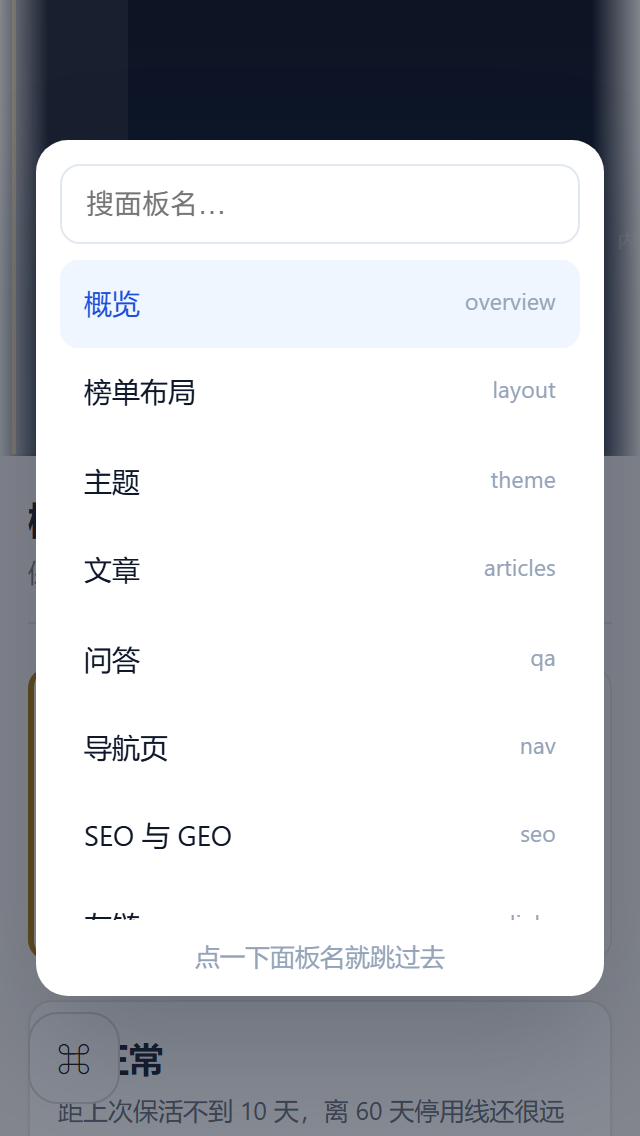 搜面板名…
概览 overview
榜单布局 layout
主题 theme
文章 articles
问答 qa
导航页 nav
SEO 与 GEO seo
点一下面板名就跳过去
正常
距上次保活不到 10 天，离 60 天停用线还很远